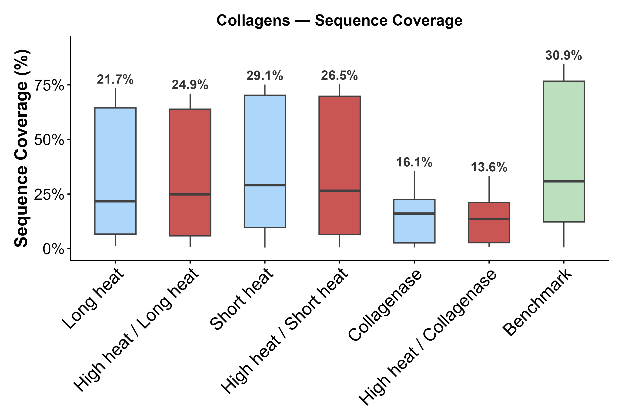 Collagens — Sequence Coverage
Sequence Coverage (%)
75%
50%
25%
0%
21.7%
24.9%
29.1%
26.5%
16.1%
13.6%
30.9%
Long heat
High heat / Long heat
Short heat
High heat / Short heat
Collagenase
High heat / Collagenase
Benchmark